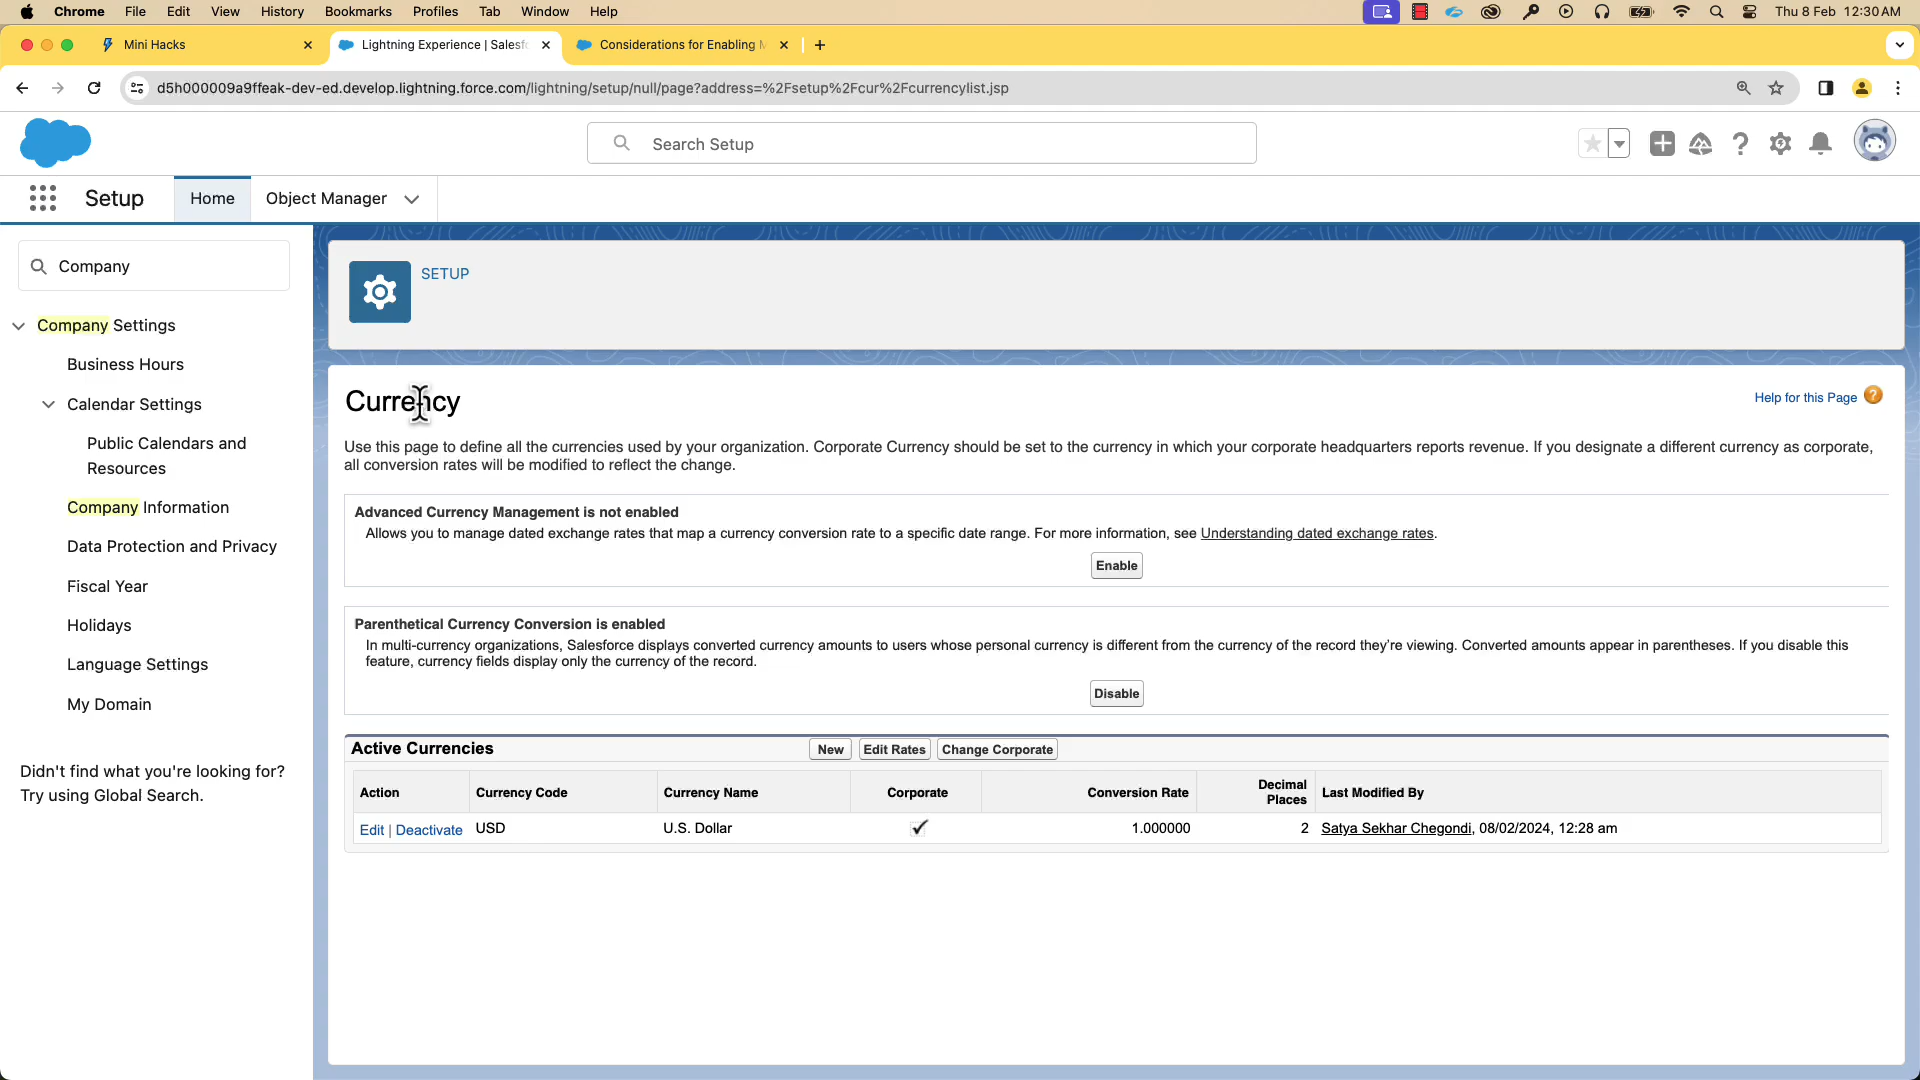 Chrome File Edit View History Bookmarks Profiles Tab Window Help Thu 8 Feb 12:30 AM
Mini Hacks Lightning Experience | Salesf Considerations for Enabling M
d5h000009a9ffeak-dev-ed.develop.lightning.force.com/lightning/setup/null/page?address=%2Fsetup%2Fcur%2Fcurrencylist.jsp
Search Setup
Setup Home Object Manager
Company
Company Settings
Business Hours
Calendar Settings
Public Calendars and
Resources
Company Information
Data Protection and Privacy
Fiscal Year
Holidays
Language Settings
My Domain
Didn't find what you're looking for?
Try using Global Search.
SETUP
Currency
Help for this Page ?
Use this page to define all the currencies used by your organization. Corporate Currency should be set to the currency in which your corporate headquarters reports revenue. If you designate a different currency as corporate,
all conversion rates will be modified to reflect the change.
Advanced Currency Management is not enabled
Allows you to manage dated exchange rates that map a currency conversion rate to a specific date range. For more information, see Understanding dated exchange rates.
Enable
Parenthetical Currency Conversion is enabled
In multi-currency organizations, Salesforce displays converted currency amounts to users whose personal currency is different from the currency of the record they're viewing. Converted amounts appear in parentheses. If you disable this
feature, currency fields display only the currency of the record.
Disable
Active Currencies New Edit Rates Change Corporate
Action Currency Code Currency Name Corporate Conversion Rate Decimal Places Last Modified By
Edit | Deactivate USD U.S. Dollar 1.000000 2 Satya Sekhar Chegondi, 08/02/2024, 12:28 am